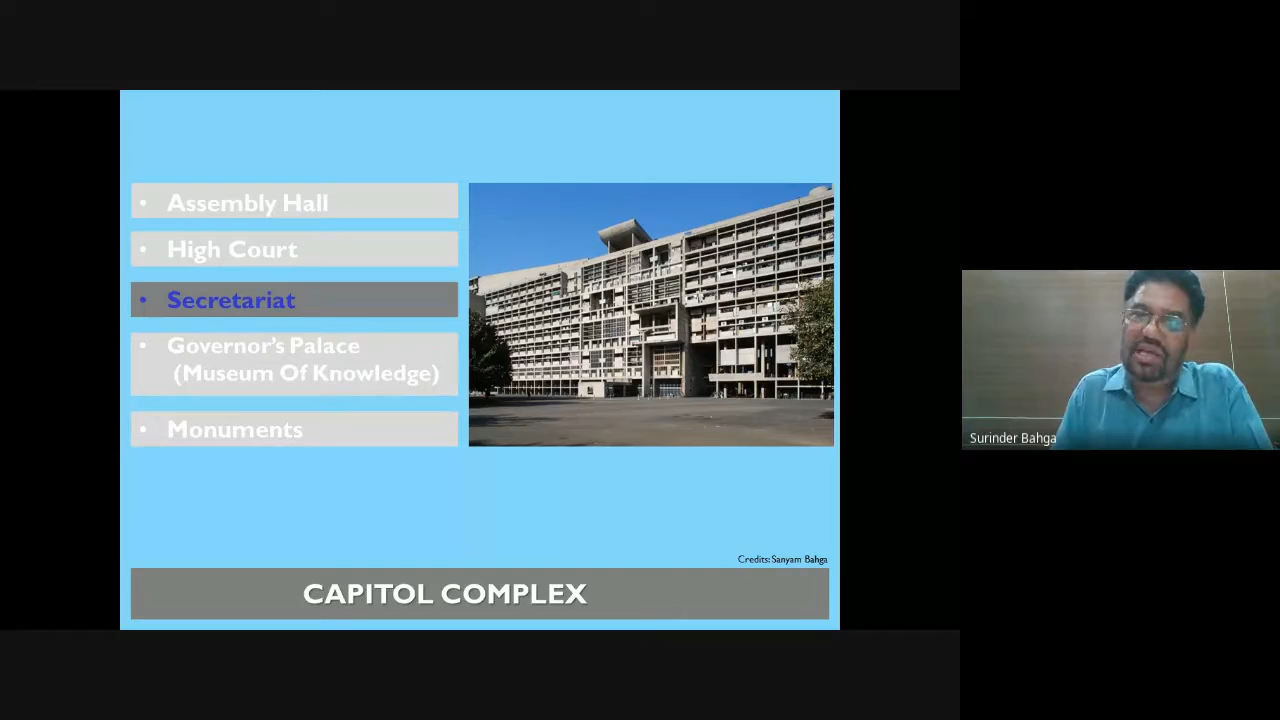 • Assembly Hall
• High Court
• Secretariat
• Governor's Palace
(Museum Of Knowledge)
• Monuments
Credits: Sanyam Bahga
CAPITOL COMPLEX
Surinder Bahga